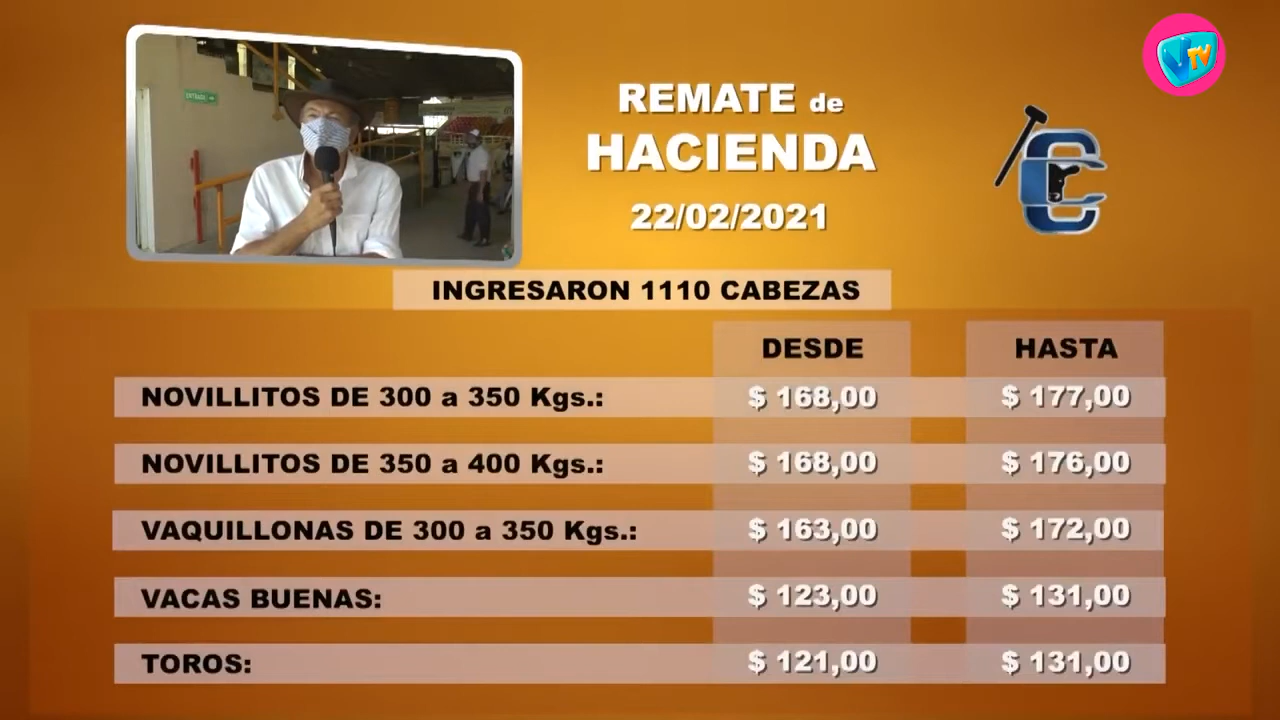 ENTRADA
REMATE de
HACIENDA
22/02/2021
TV
CC
INGRESARON 1110 CABEZAS
DESDE HASTA
NOVILLITOS DE 300 a 350 Kgs.: $ 168,00 $ 177,00
NOVILLITOS DE 350 a 400 Kgs.: $ 168,00 $ 176,00
VAQUILLONAS DE 300 a 350 Kgs.: $ 163,00 $ 172,00
VACAS BUENAS: $ 123,00 $ 131,00
TOROS: $ 121,00 $ 131,00